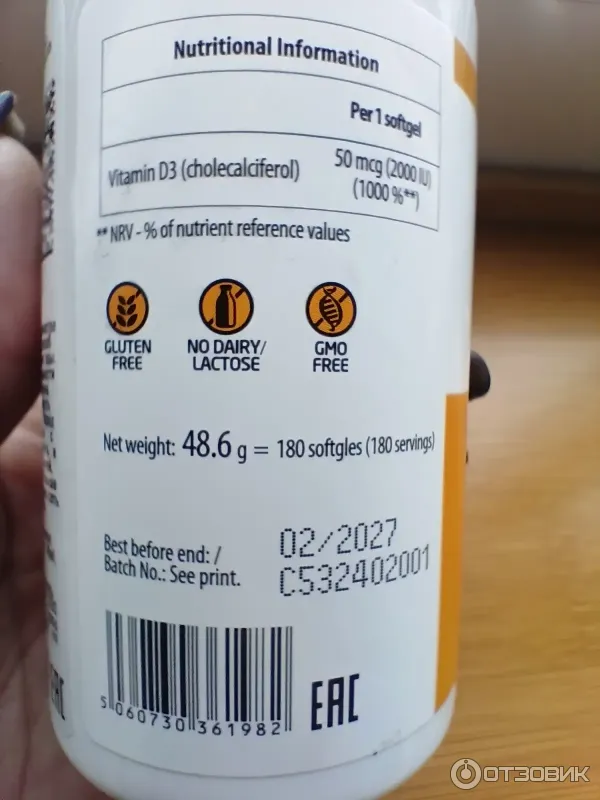 Nutritional Information
Per 1 softgel
Vitamin D3 (cholecalciferol) 50 mcg (2000 IU)
(1000 %**)
** NRV - % of nutrient reference values
GLUTEN FREE
NO DAIRY/ LACTOSE
GMO FREE
Net weight: 48.6 g = 180 softgles (180 servings)
Best before end: / 02/2027
Batch No.: See print. C532402001
5 060730 361982
EAC
ОТЗОВИК